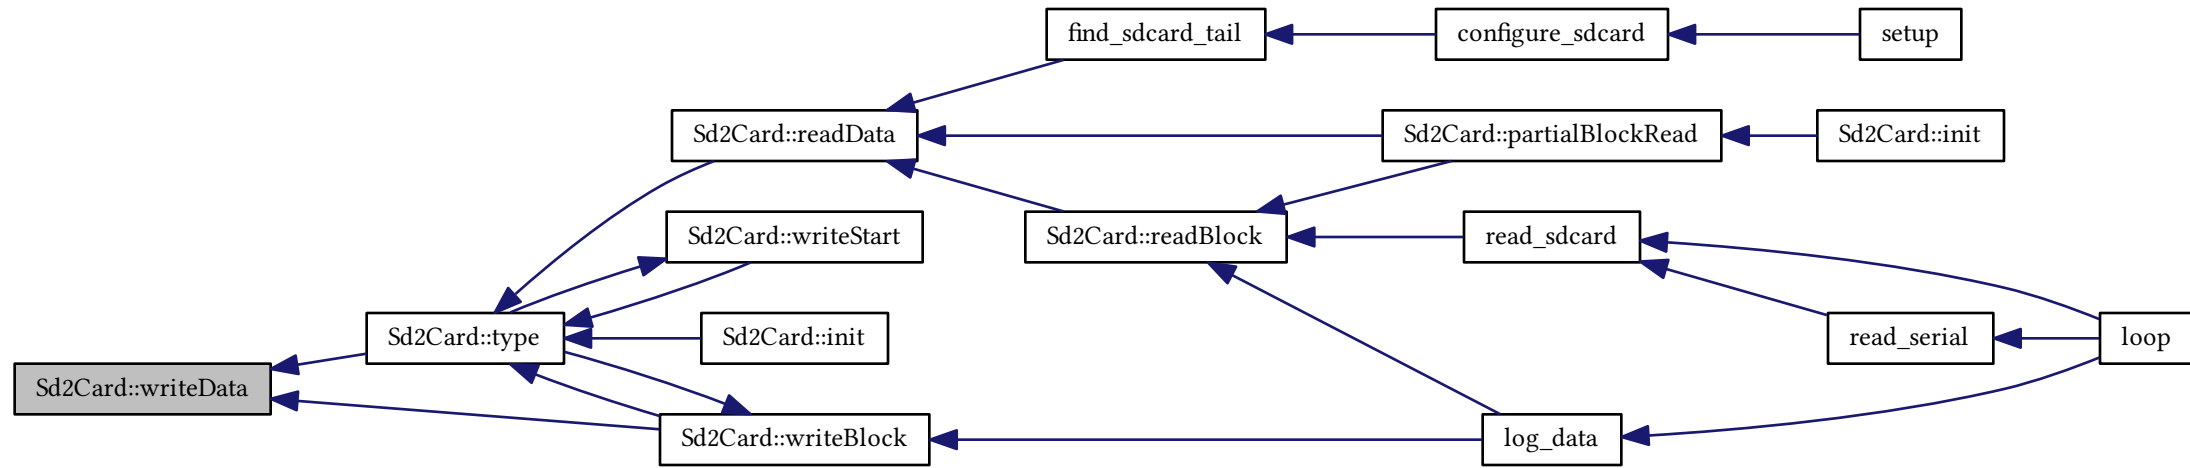 find_sdcard_tail
configure_sdcard
setup
Sd2Card::readData
Sd2Card::partialBlockRead
Sd2Card::init
Sd2Card::writeStart
Sd2Card::readBlock
read_sdcard
Sd2Card::type
Sd2Card::init
read_serial
loop
Sd2Card::writeData
Sd2Card::writeBlock
log_data